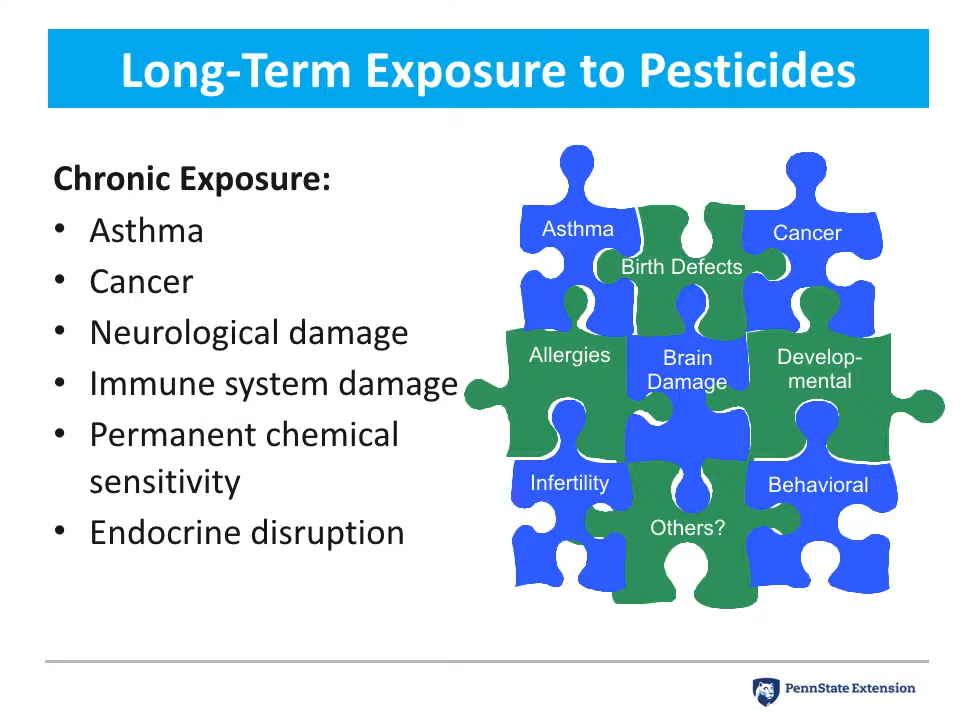 Long-Term Exposure to Pesticides
Chronic Exposure:
• Asthma
• Cancer
• Neurological damage
• Immune system damage
• Permanent chemical
sensitivity
• Endocrine disruption
Asthma
Birth Defects
Cancer
Allergies
Brain
Damage
Develop-
mental
Infertility
Others?
Behavioral
PennState Extension